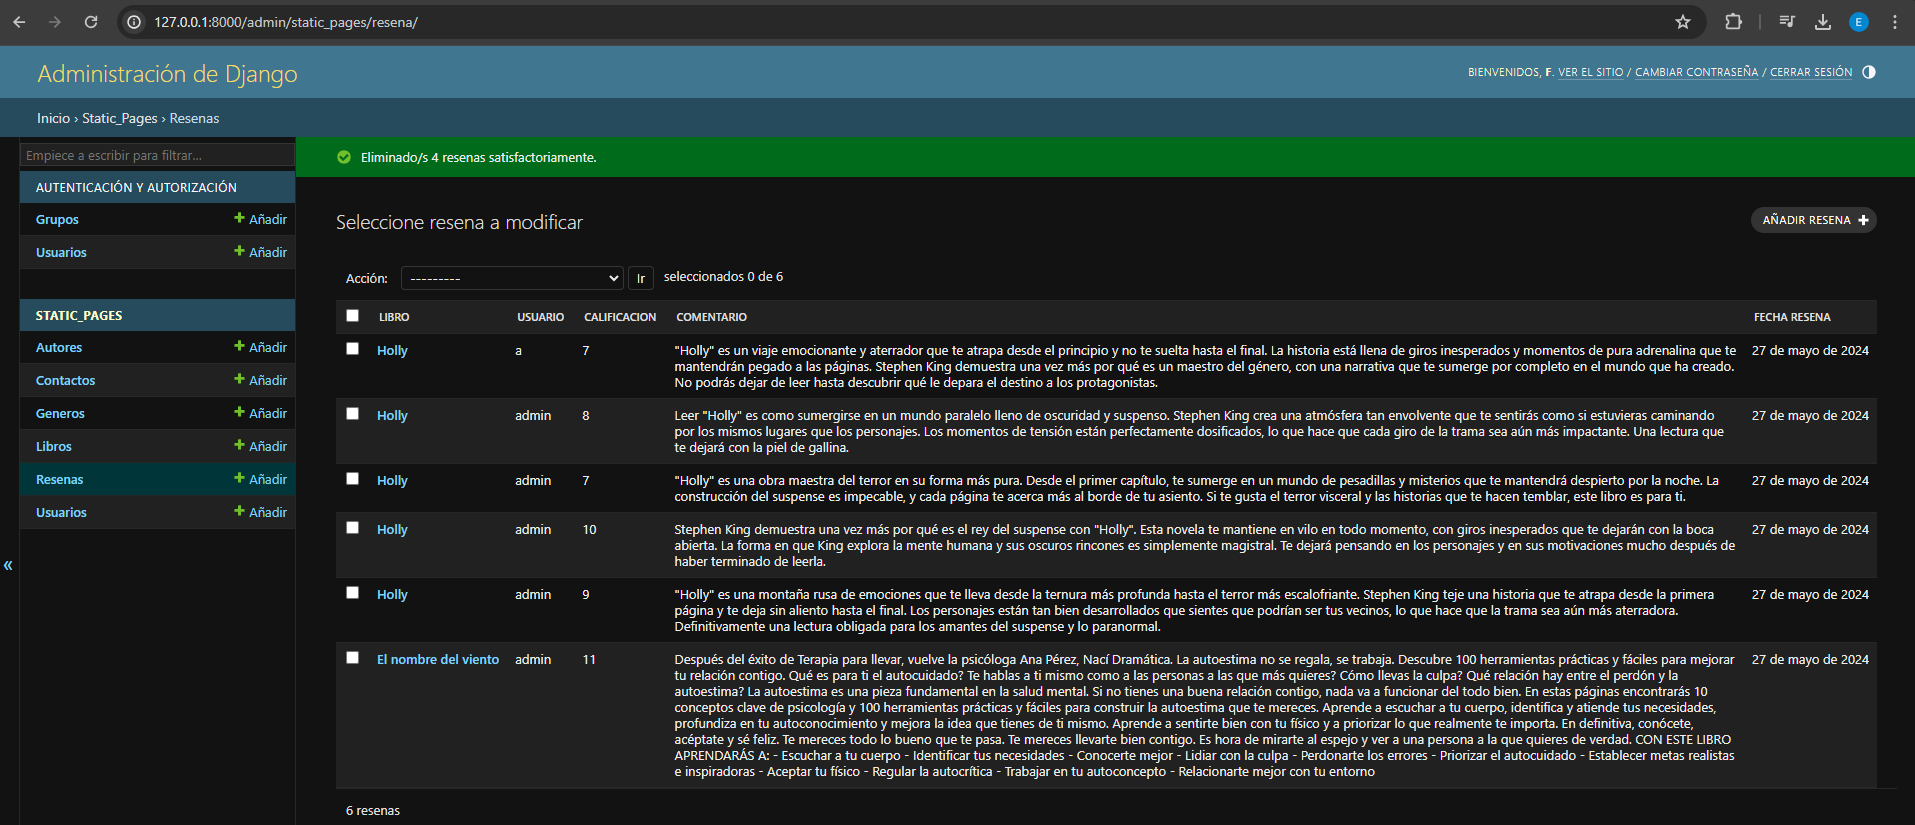 127.0.0.1:8000/admin/static_pages/resena/
E
Administración de Django
BIENVENIDOS, F. VER EL SITIO / CAMBIAR CONTRASEÑA / CERRAR SESIÓN
Inicio › Static_Pages › Resenas
Empiece a escribir para filtrar...
AUTENTICACIÓN Y AUTORIZACIÓN
Grupos + Añadir
Usuarios + Añadir
STATIC_PAGES
Autores + Añadir
Contactos + Añadir
Generos + Añadir
Libros + Añadir
Resenas + Añadir
Usuarios + Añadir
«
Eliminado/s 4 resenas satisfactoriamente.
Seleccione resena a modificar
AÑADIR RESENA +
Acción: --------- Ir seleccionados 0 de 6
LIBRO USUARIO CALIFICACION COMENTARIO FECHA RESENA
Holly a 7 "Holly" es un viaje emocionante y aterrador que te atrapa desde el principio y no te suelta hasta el final. La historia está llena de giros inesperados y momentos de pura adrenalina que te 27 de mayo de 2024
mantendrán pegado a las páginas. Stephen King demuestra una vez más por qué es un maestro del género, con una narrativa que te sumerge por completo en el mundo que ha creado.
No podrás dejar de leer hasta descubrir qué le depara el destino a los protagonistas.
Holly admin 8 Leer "Holly" es como sumergirse en un mundo paralelo lleno de oscuridad y suspenso. Stephen King crea una atmósfera tan envolvente que te sentirás como si estuvieras caminando 27 de mayo de 2024
por los mismos lugares que los personajes. Los momentos de tensión están perfectamente dosificados, lo que hace que cada giro de la trama sea aún más impactante. Una lectura que
te dejará con la piel de gallina.
Holly admin 7 "Holly" es una obra maestra del terror en su forma más pura. Desde el primer capítulo, te sumerge en un mundo de pesadillas y misterios que te mantendrá despierto por la noche. La 27 de mayo de 2024
construcción del suspense es impecable, y cada página te acerca más al borde de tu asiento. Si te gusta el terror visceral y las historias que te hacen temblar, este libro es para ti.
Holly admin 10 Stephen King demuestra una vez más por qué es el rey del suspense con "Holly". Esta novela te mantiene en vilo en todo momento, con giros inesperados que te dejarán con la boca 27 de mayo de 2024
abierta. La forma en que King explora la mente humana y sus oscuros rincones es simplemente magistral. Te dejará pensando en los personajes y en sus motivaciones mucho después de
haber terminado de leerla.
Holly admin 9 "Holly" es una montaña rusa de emociones que te lleva desde la ternura más profunda hasta el terror más escalofriante. Stephen King teje una historia que te atrapa desde la primera 27 de mayo de 2024
página y te deja sin aliento hasta el final. Los personajes están tan bien desarrollados que sientes que podrían ser tus vecinos, lo que hace que la trama sea aún más aterradora.
Definitivamente una lectura obligada para los amantes del suspense y lo paranormal.
El nombre del viento admin 11 Después del éxito de Terapia para llevar, vuelve la psicóloga Ana Pérez, Nací Dramática. La autoestima no se regala, se trabaja. Descubre 100 herramientas prácticas y fáciles para mejorar 27 de mayo de 2024
tu relación contigo. Qué es para ti el autocuidado? Te hablas a ti mismo como a las personas a las que más quieres? Cómo llevas la culpa? Qué relación hay entre el perdón y la
autoestima? La autoestima es una pieza fundamental en la salud mental. Si no tienes una buena relación contigo, nada va a funcionar del todo bien. En estas páginas encontrarás 10
conceptos clave de psicología y 100 herramientas prácticas y fáciles para construir la autoestima que te mereces. Aprende a escuchar a tu cuerpo, identifica y atiende tus necesidades,
profundiza en tu autoconocimiento y mejora la idea que tienes de ti mismo. Aprende a sentirte bien con tu físico y a priorizar lo que realmente te importa. En definitiva, conócete,
acéptate y sé feliz. Te mereces todo lo bueno que te pasa. Te mereces llevarte bien contigo. Es hora de mirarte al espejo y ver a una persona a la que quieres de verdad. CON ESTE LIBRO
APRENDARÁS A: - Escuchar a tu cuerpo - Identificar tus necesidades - Conocerte mejor - Lidiar con la culpa - Perdonarte los errores - Priorizar el autocuidado - Establecer metas realistas
e inspiradoras - Aceptar tu físico - Regular la autocrítica - Trabajar en tu autoconcepto - Relacionarte mejor con tu entorno
6 resenas